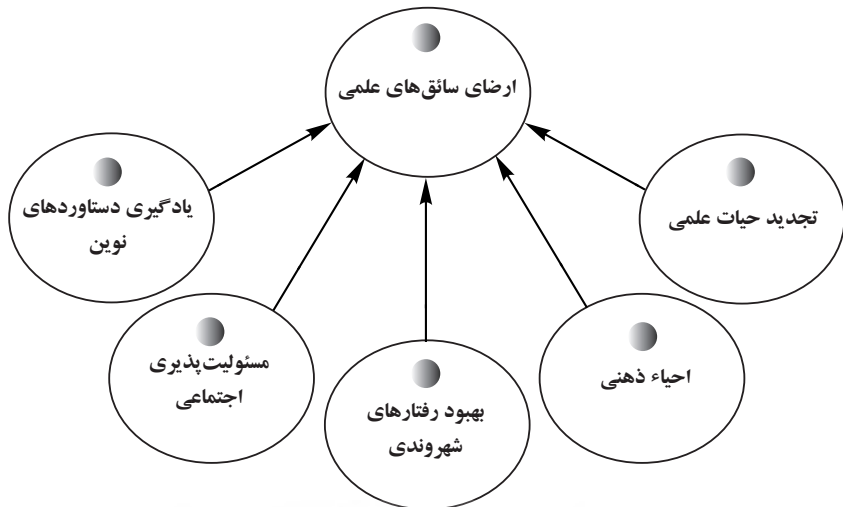 ارضای سائق‌های علمی
تجدید حیات علمی
احیاء ذهنی
بهبود رفتارهای
شهروندی
مسئولیت‌پذیری
اجتماعی
یادگیری دستاوردهای
نوین